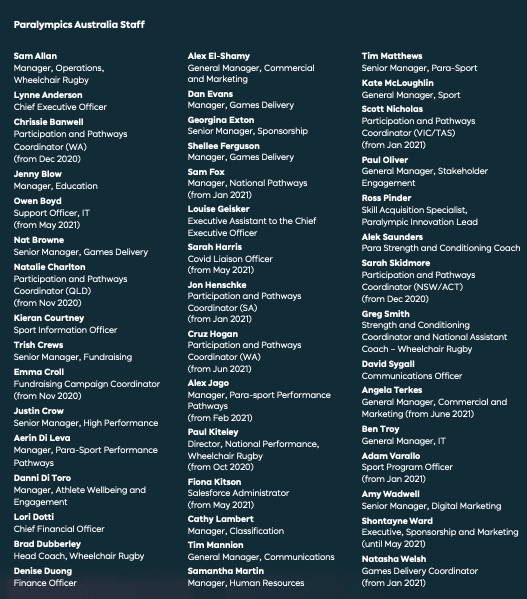 Paralympics Australia Staff
Sam Allan
Manager, Operations,
Wheelchair Rugby
Lynne Anderson
Chief Executive Officer
Chrissie Banwell
Participation and Pathways
Coordinator (WA)
(from Dec 2020)
Jenny Blow
Manager, Education
Owen Boyd
Support Officer, IT
(from May 2021)
Nat Browne
Senior Manager, Games Delivery
Natalie Charlton
Participation and Pathways
Coordinator (QLD)
(from Nov 2020)
Kieran Courtney
Sport Information Officer
Trish Crews
Senior Manager, Fundraising
Emma Croll
Fundraising Campaign Coordinator
(from Nov 2020)
Justin Crow
Senior Manager, High Performance
Aerin Di Leva
Manager, Para-Sport Performance
Pathways
Danni Di Toro
Manager, Athlete Wellbeing and
Engagement
Lori Dotti
Chief Financial Officer
Brad Dubberley
Head Coach, Wheelchair Rugby
Denise Duong
Finance Officer
Alex El-Shamy
General Manager, Commercial
and Marketing
Dan Evans
Manager, Games Delivery
Georgina Exton
Senior Manager, Sponsorship
Shellee Ferguson
Manager, Games Delivery
Sam Fox
Manager, National Pathways
(from Jan 2021)
Louise Geisker
Executive Assistant to the Chief
Executive Officer
Sarah Harris
Covid Liaison Officer
(from May 2021)
Jon Henschke
Participation and Pathways
Coordinator (SA)
(from Jan 2021)
Cruz Hogan
Participation and Pathways
Coordinator (WA)
(from Jun 2021)
Alex Jago
Manager, Para-sport Performance
Pathways
(from Feb 2021)
Paul Kiteley
Director, National Performance,
Wheelchair Rugby
(from Oct 2020)
Fiona Kitson
Salesforce Administrator
(from May 2021)
Cathy Lambert
Manager, Classification
Tim Mannion
General Manager, Communications
Samantha Martin
Manager, Human Resources
Tim Matthews
Senior Manager, Para-Sport
Kate McLoughlin
General Manager, Sport
Scott Nicholas
Participation and Pathways
Coordinator (VIC/TAS)
(from Jan 2021)
Paul Oliver
General Manager, Stakeholder
Engagement
Ross Pinder
Skill Acquisition Specialist,
Paralympic Innovation Lead
Alek Saunders
Para Strength and Conditioning Coach
Sarah Skidmore
Participation and Pathways
Coordinator (NSW/ACT)
(from Dec 2020)
Greg Smith
Strength and Conditioning
Coordinator and National Assistant
Coach – Wheelchair Rugby
David Sygall
Communications Officer
Angela Terkes
General Manager, Commercial and
Marketing (from June 2021)
Ben Troy
General Manager, IT
Adam Varallo
Sport Program Officer
(from Jan 2021)
Amy Wadwell
Senior Manager, Digital Marketing
Shontayne Ward
Executive, Sponsorship and Marketing
(until May 2021)
Natasha Welsh
Games Delivery Coordinator
(from Jan 2021)